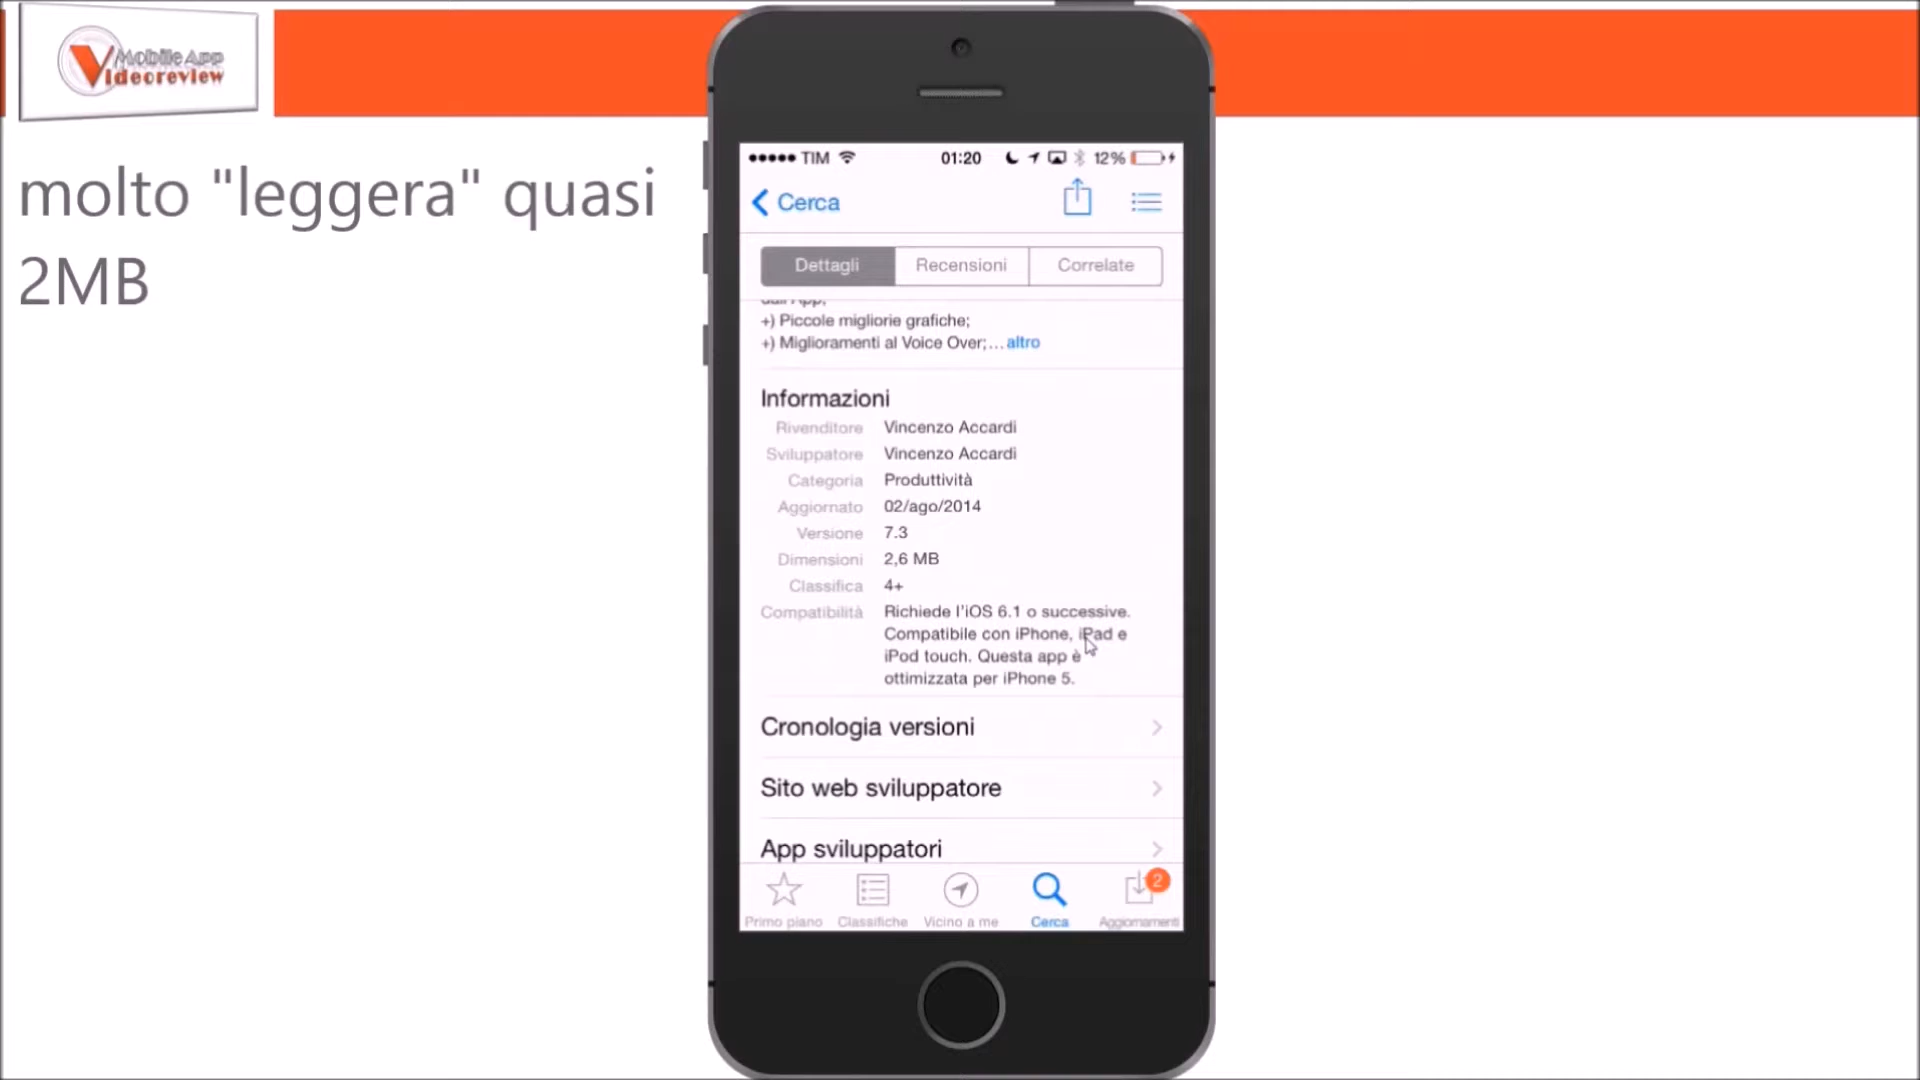 Mobile App
Videoreview
molto "leggera" quasi
2MB
TIM 01:20 12%
Cerca
Dettagli Recensioni Correlate
dall'App;
+) Piccole migliorie grafiche;
+) Miglioramenti al Voice Over;... altro
Informazioni
Rivenditore Vincenzo Accardi
Sviluppatore Vincenzo Accardi
Categoria Produttività
Aggiornato 02/ago/2014
Versione 7.3
Dimensioni 2,6 MB
Classifica 4+
Compatibilità Richiede l'iOS 6.1 o successive.
Compatibile con iPhone, iPad e
iPod touch. Questa app è
ottimizzata per iPhone 5.
Cronologia versioni
Sito web sviluppatore
App sviluppatori
2
Primo piano Classifiche Vicino a me Cerca Aggiornamenti